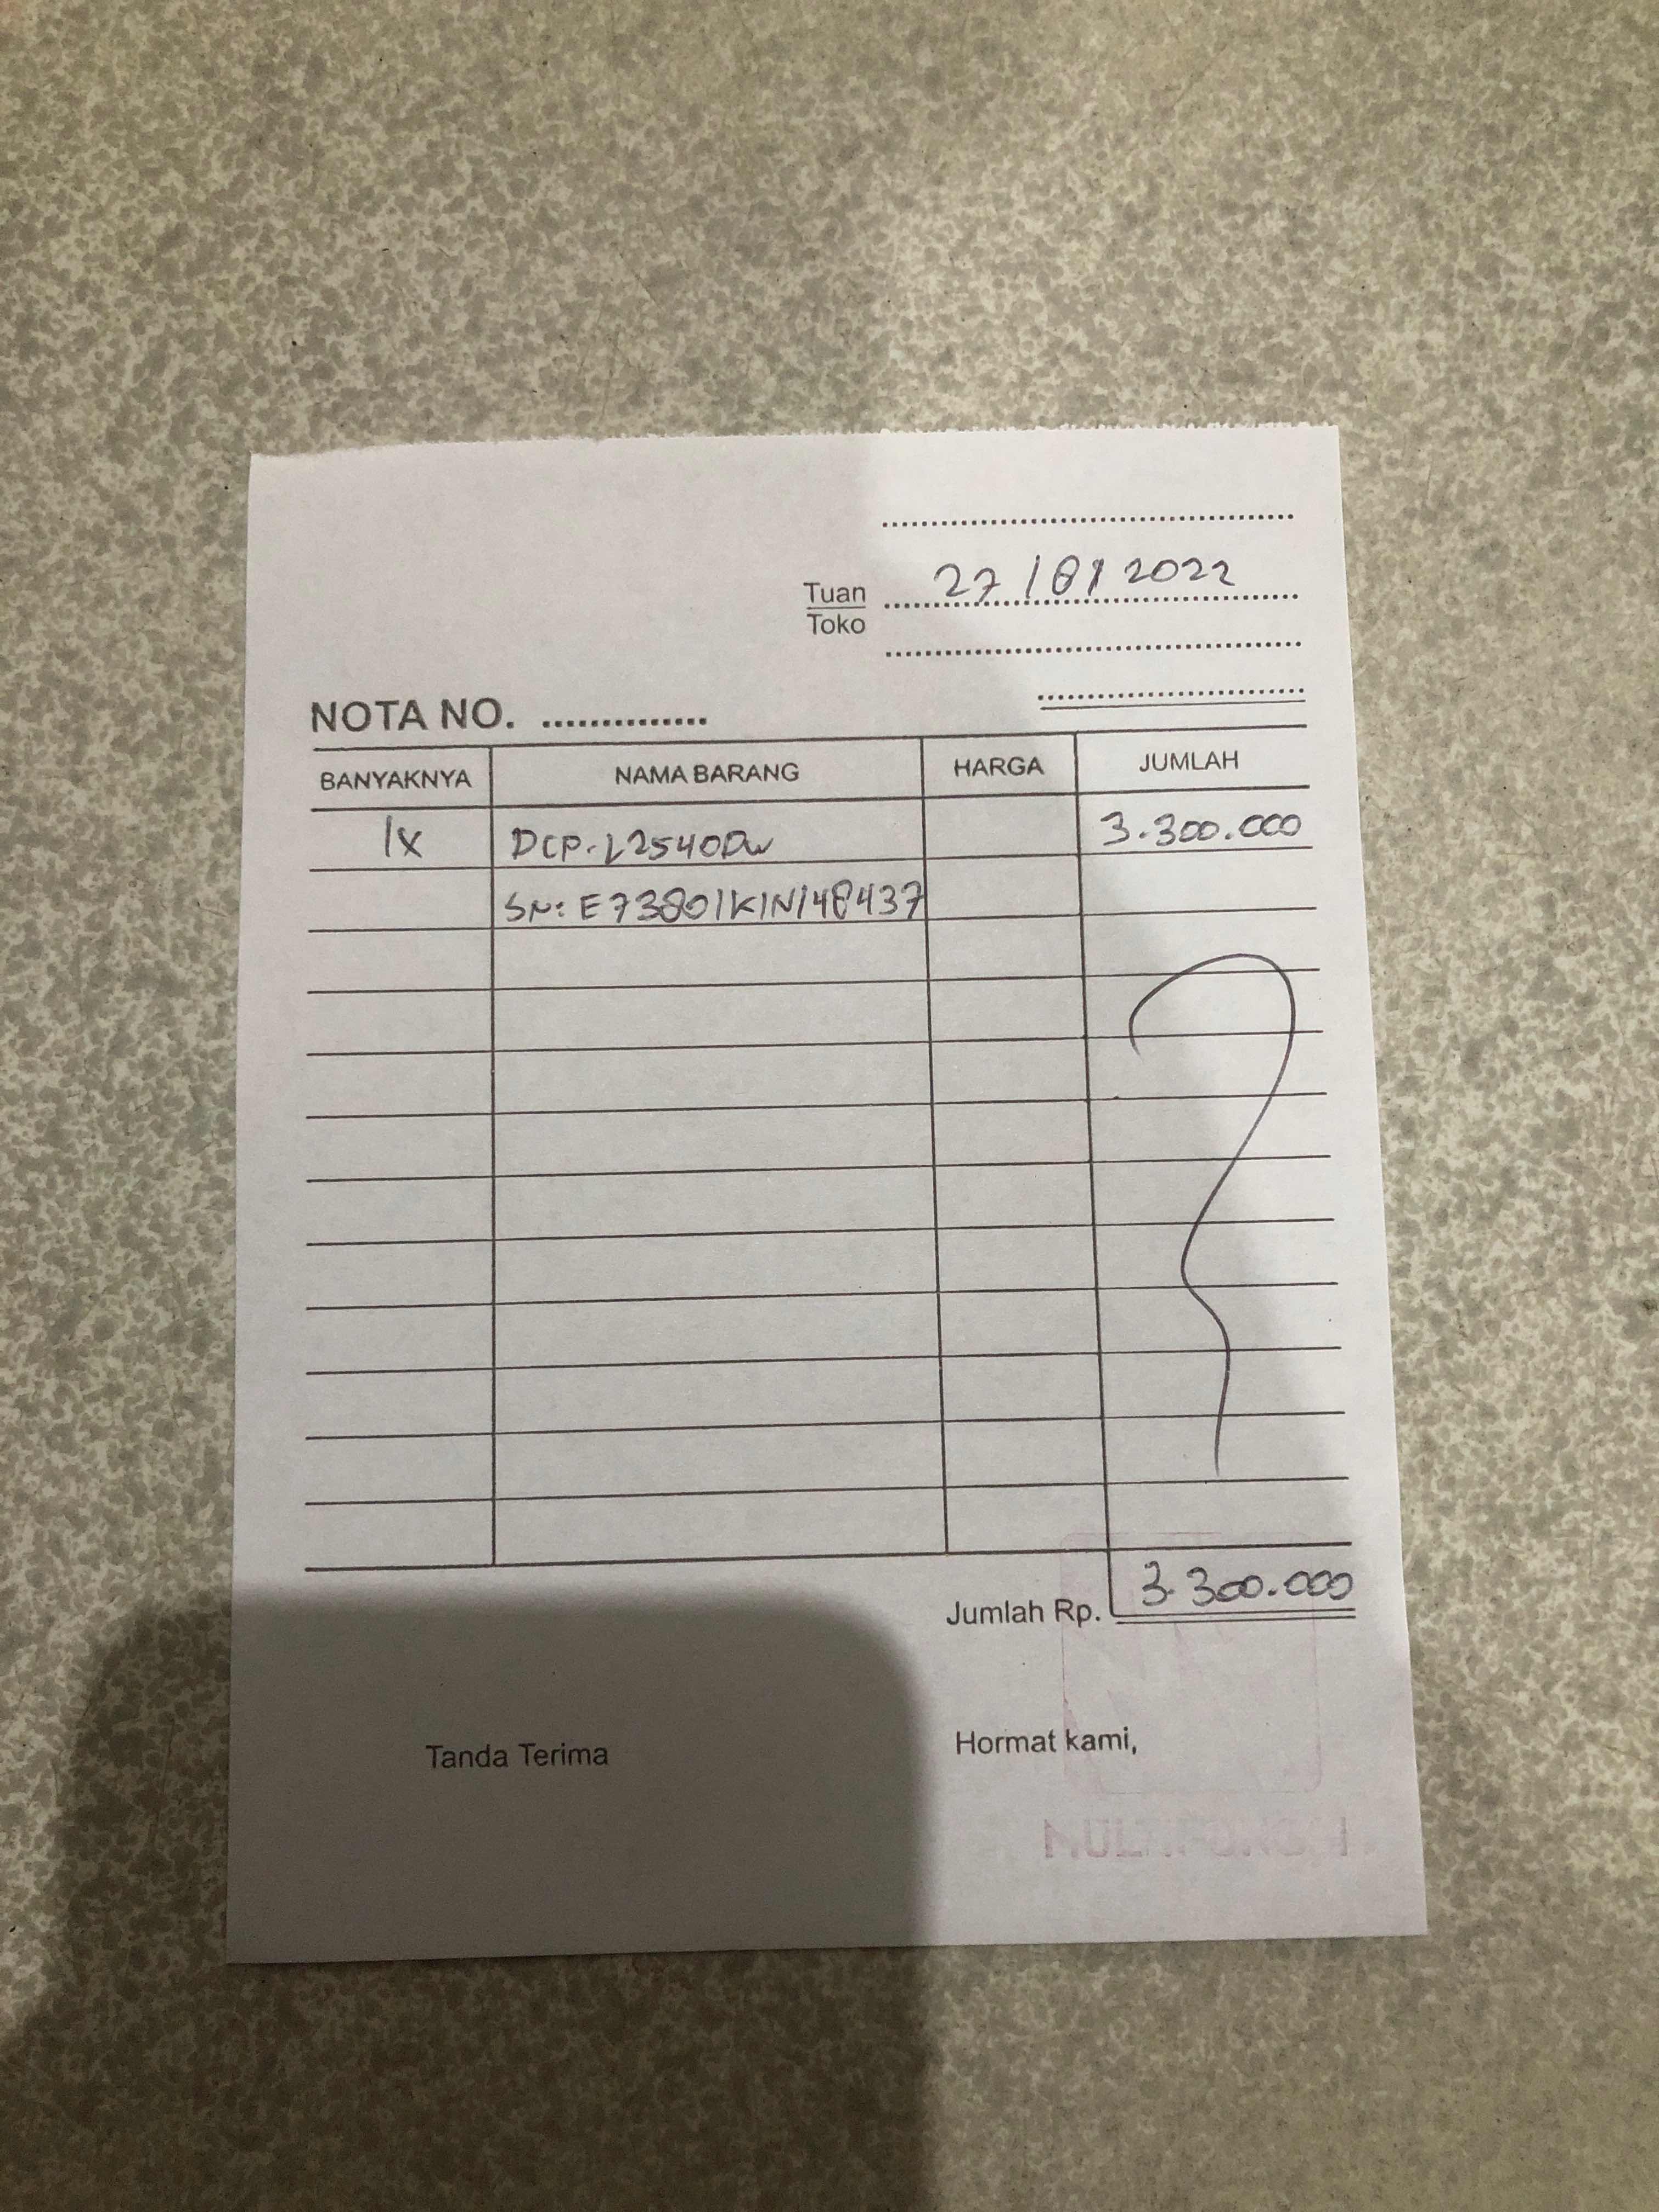 27/8/2022
Tuan
Toko
NOTA NO. ..............
BANYAKNYA NAMA BARANG HARGA JUMLAH
1x DCP-L2540DW 3.300.000
SN: E73801K1N148437
Jumlah Rp. 3.300.000
Tanda Terima Hormat kami,